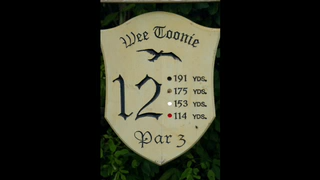 Wee Toonie
12
191 YDS.
175 YDS.
153 YDS.
114 YDS.
Par 3